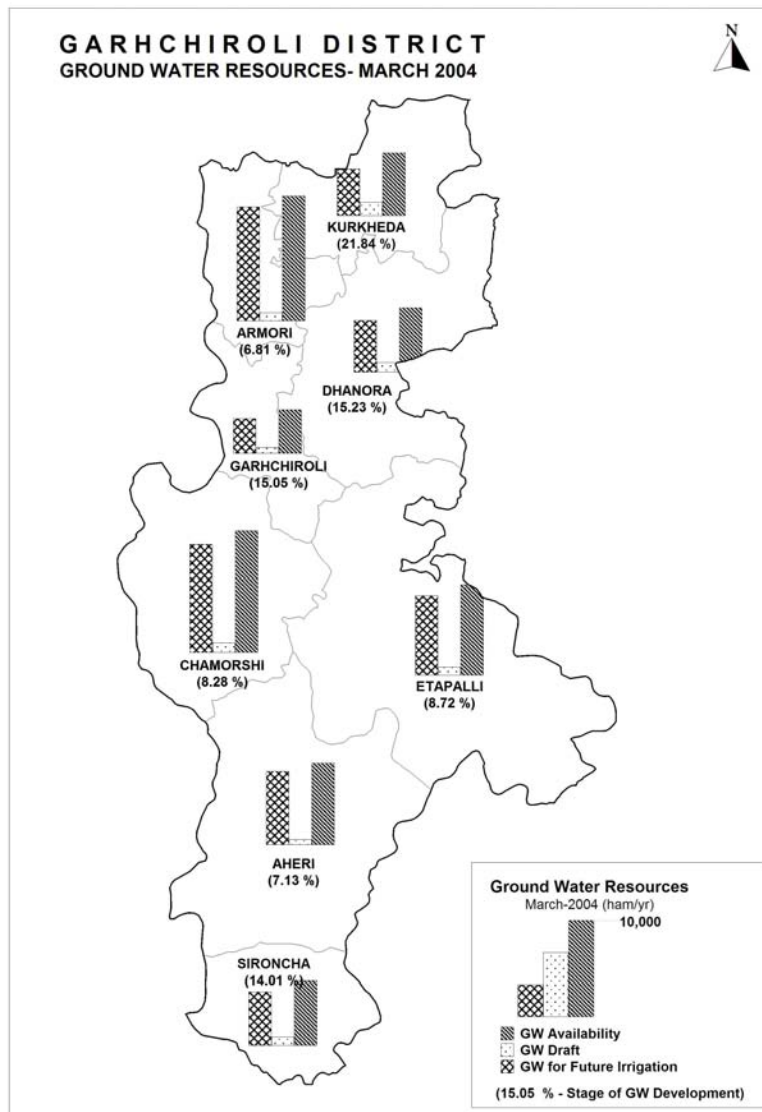 GARHCHIROLI DISTRICT
GROUND WATER RESOURCES- MARCH 2004
N
KURKHEDA
(21.84 %)
ARMORI
(6.81 %)
DHANORA
(15.23 %)
GARHCHIROLI
(15.05 %)
CHAMORSHI
(8.28 %)
ETAPALLI
(8.72 %)
AHERI
(7.13 %)
SIRONCHA
(14.01 %)
Ground Water Resources
March-2004 (ham/yr)
10,000
GW Availability
GW Draft
GW for Future Irrigation
(15.05 % - Stage of GW Development)